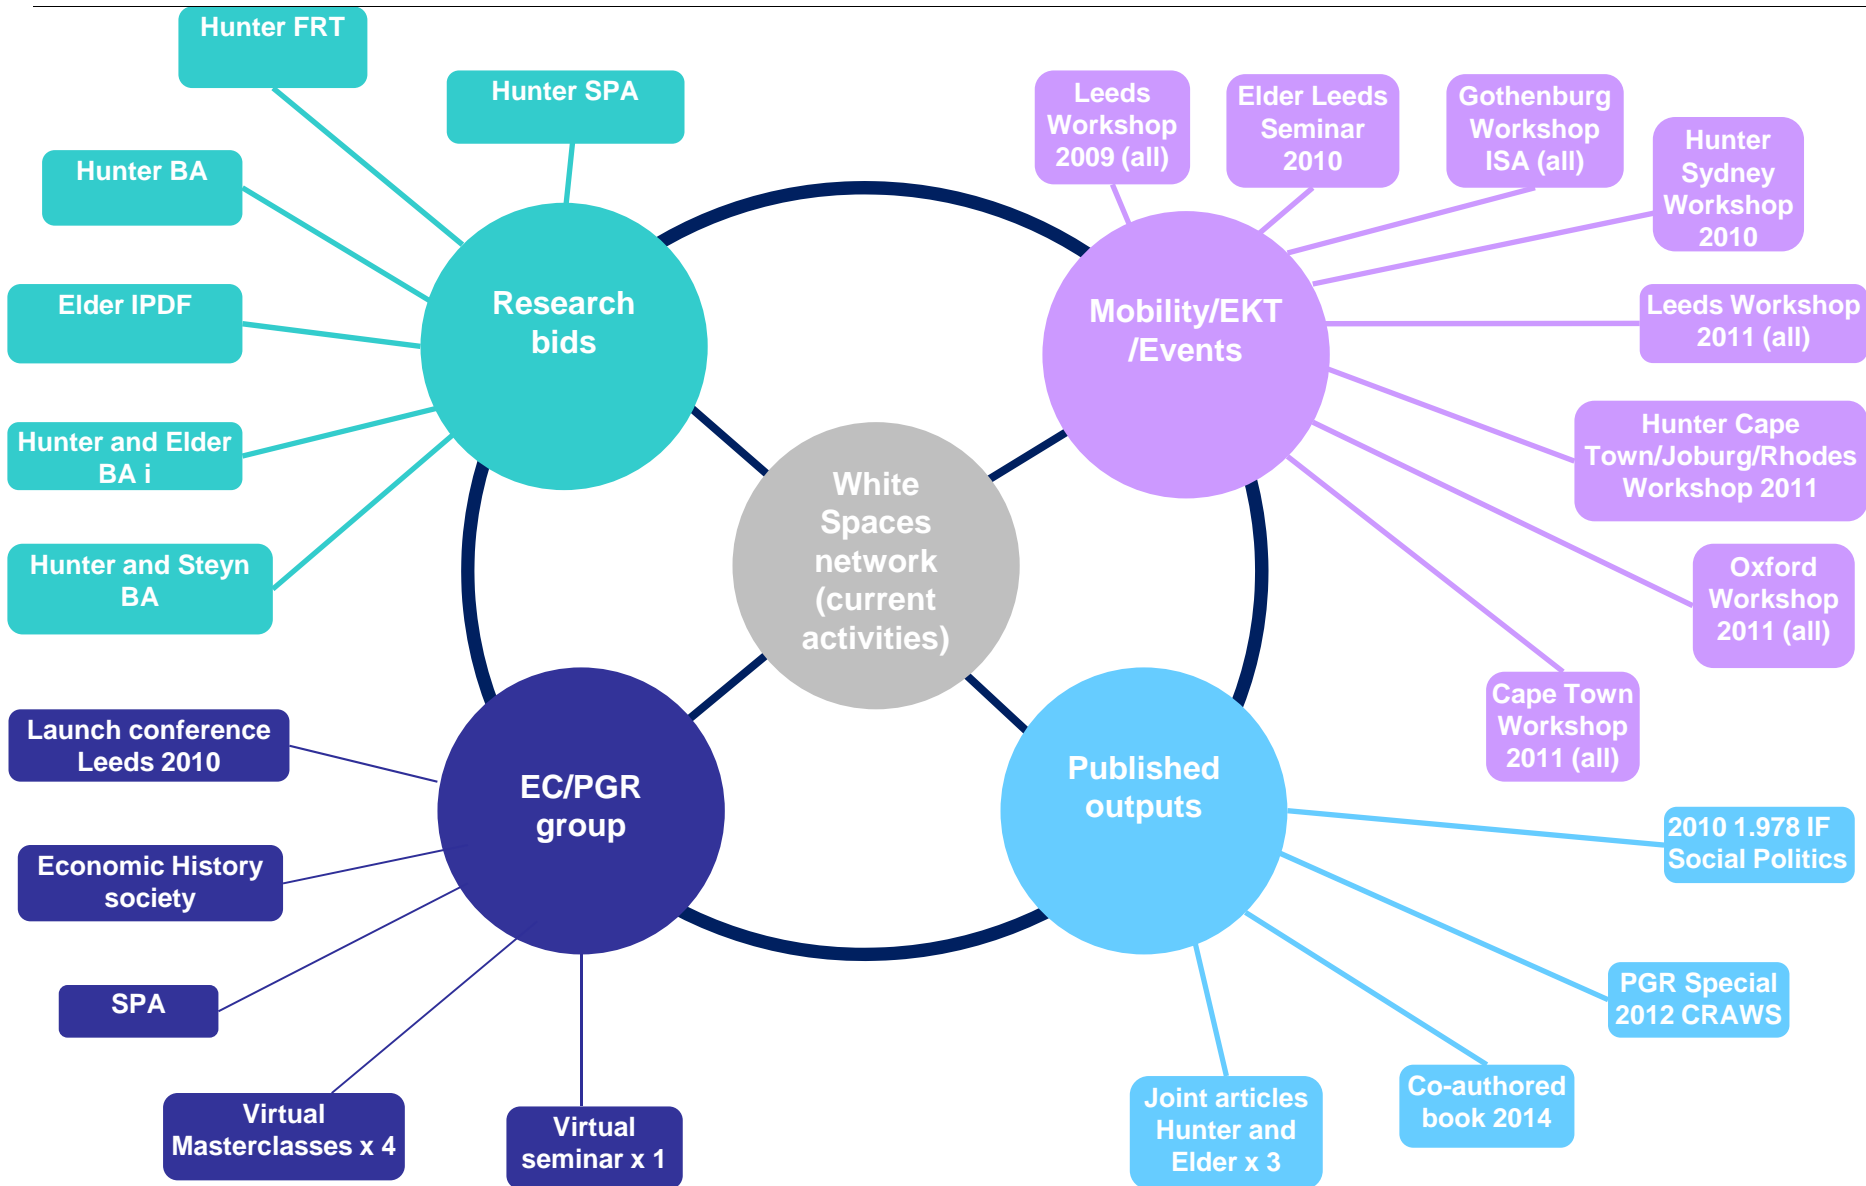 Hunter FRT
Hunter SPA
Hunter BA
Elder IPDF
Hunter and Elder
BA i
Hunter and Steyn
BA
Research
bids
Leeds
Workshop
2009 (all)
Elder Leeds
Seminar
2010
Gothenburg
Workshop
ISA (all)
Hunter
Sydney
Workshop
2010
Leeds Workshop
2011 (all)
Hunter Cape
Town/Joburg/Rhodes
Workshop 2011
Oxford
Workshop
2011 (all)
Cape Town
Workshop
2011 (all)
Mobility/EKT
/Events
White
Spaces
network
(current
activities)
Launch conference
Leeds 2010
Economic History
society
SPA
Virtual
Masterclasses x 4
Virtual
seminar x 1
EC/PGR
group
Published
outputs
2010 1.978 IF
Social Politics
PGR Special
2012 CRAWS
Co-authored
book 2014
Joint articles
Hunter and
Elder x 3